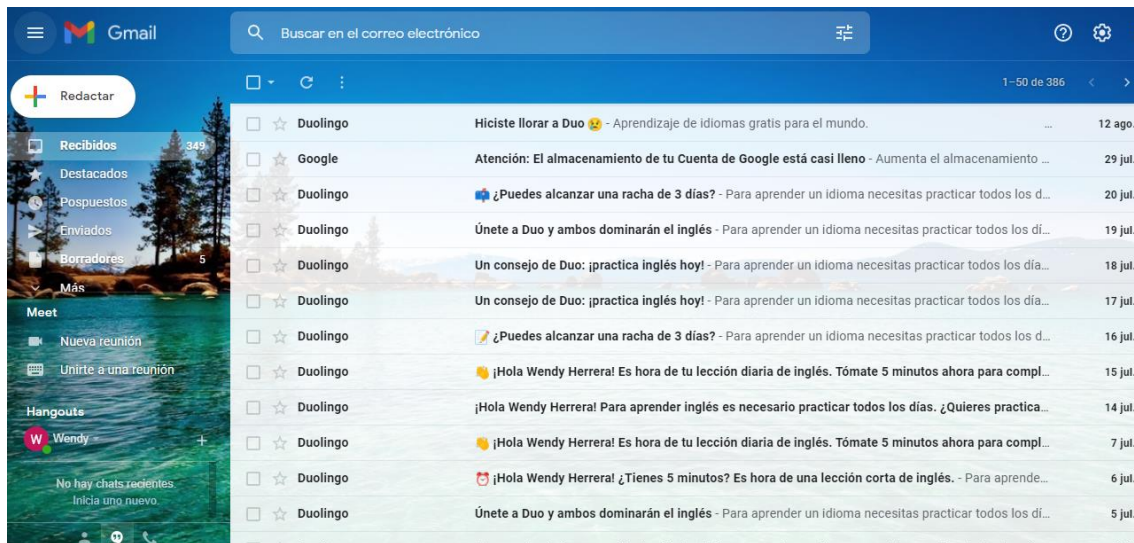 Gmail
Buscar en el correo electrónico
Redactar
1–50 de 386
Recibidos 349
Destacados
Pospuestos
Enviados
Borradores 5
Más
Meet
Nueva reunión
Unirte a una reunión
Hangouts
W Wendy
No hay chats recientes
Inicia uno nuevo
Duolingo Hiciste llorar a Duo 😢 - Aprendizaje de idiomas gratis para el mundo. ... 12 ago.
Google Atención: El almacenamiento de tu Cuenta de Google está casi lleno - Aumenta el almacenamiento ... 29 jul.
Duolingo 📫 ¿Puedes alcanzar una racha de 3 días? - Para aprender un idioma necesitas practicar todos los d... 20 jul.
Duolingo Únete a Duo y ambos dominarán el inglés - Para aprender un idioma necesitas practicar todos los dí... 19 jul.
Duolingo Un consejo de Duo: ¡practica inglés hoy! - Para aprender un idioma necesitas practicar todos los día... 18 jul.
Duolingo Un consejo de Duo: ¡practica inglés hoy! - Para aprender un idioma necesitas practicar todos los día... 17 jul.
Duolingo 📝 ¿Puedes alcanzar una racha de 3 días? - Para aprender un idioma necesitas practicar todos los d... 16 jul.
Duolingo 👋 ¡Hola Wendy Herrera! Es hora de tu lección diaria de inglés. Tómate 5 minutos ahora para compl... 15 jul.
Duolingo ¡Hola Wendy Herrera! Para aprender inglés es necesario practicar todos los días. ¿Quieres practica... 14 jul.
Duolingo 👋 ¡Hola Wendy Herrera! Es hora de tu lección diaria de inglés. Tómate 5 minutos ahora para compl... 7 jul.
Duolingo ⏰ ¡Hola Wendy Herrera! ¿Tienes 5 minutos? Es hora de una lección corta de inglés. - Para aprende... 6 jul.
Duolingo Únete a Duo y ambos dominarán el inglés - Para aprender un idioma necesitas practicar todos los dí... 5 jul.